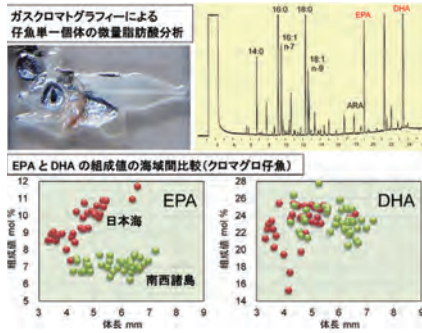 ガスクロマトグラフィーによる
仔魚単一個体の微量脂肪酸分析
14:0
16:0
16:1
n-7
18:0
18:1
n-9
ARA
EPA
DHA
EPAとDHAの組成値の海域間比較(クロマグロ仔魚)
組成値 mol %
12
11
10
9
8
7
6
5
EPA
日本海
南西諸島
3 4 5 6 7 8 9
体長 mm
組成値 mol %
28
26
24
22
20
18
16
14
DHA
3 4 5 6 7 8 9
体長 mm